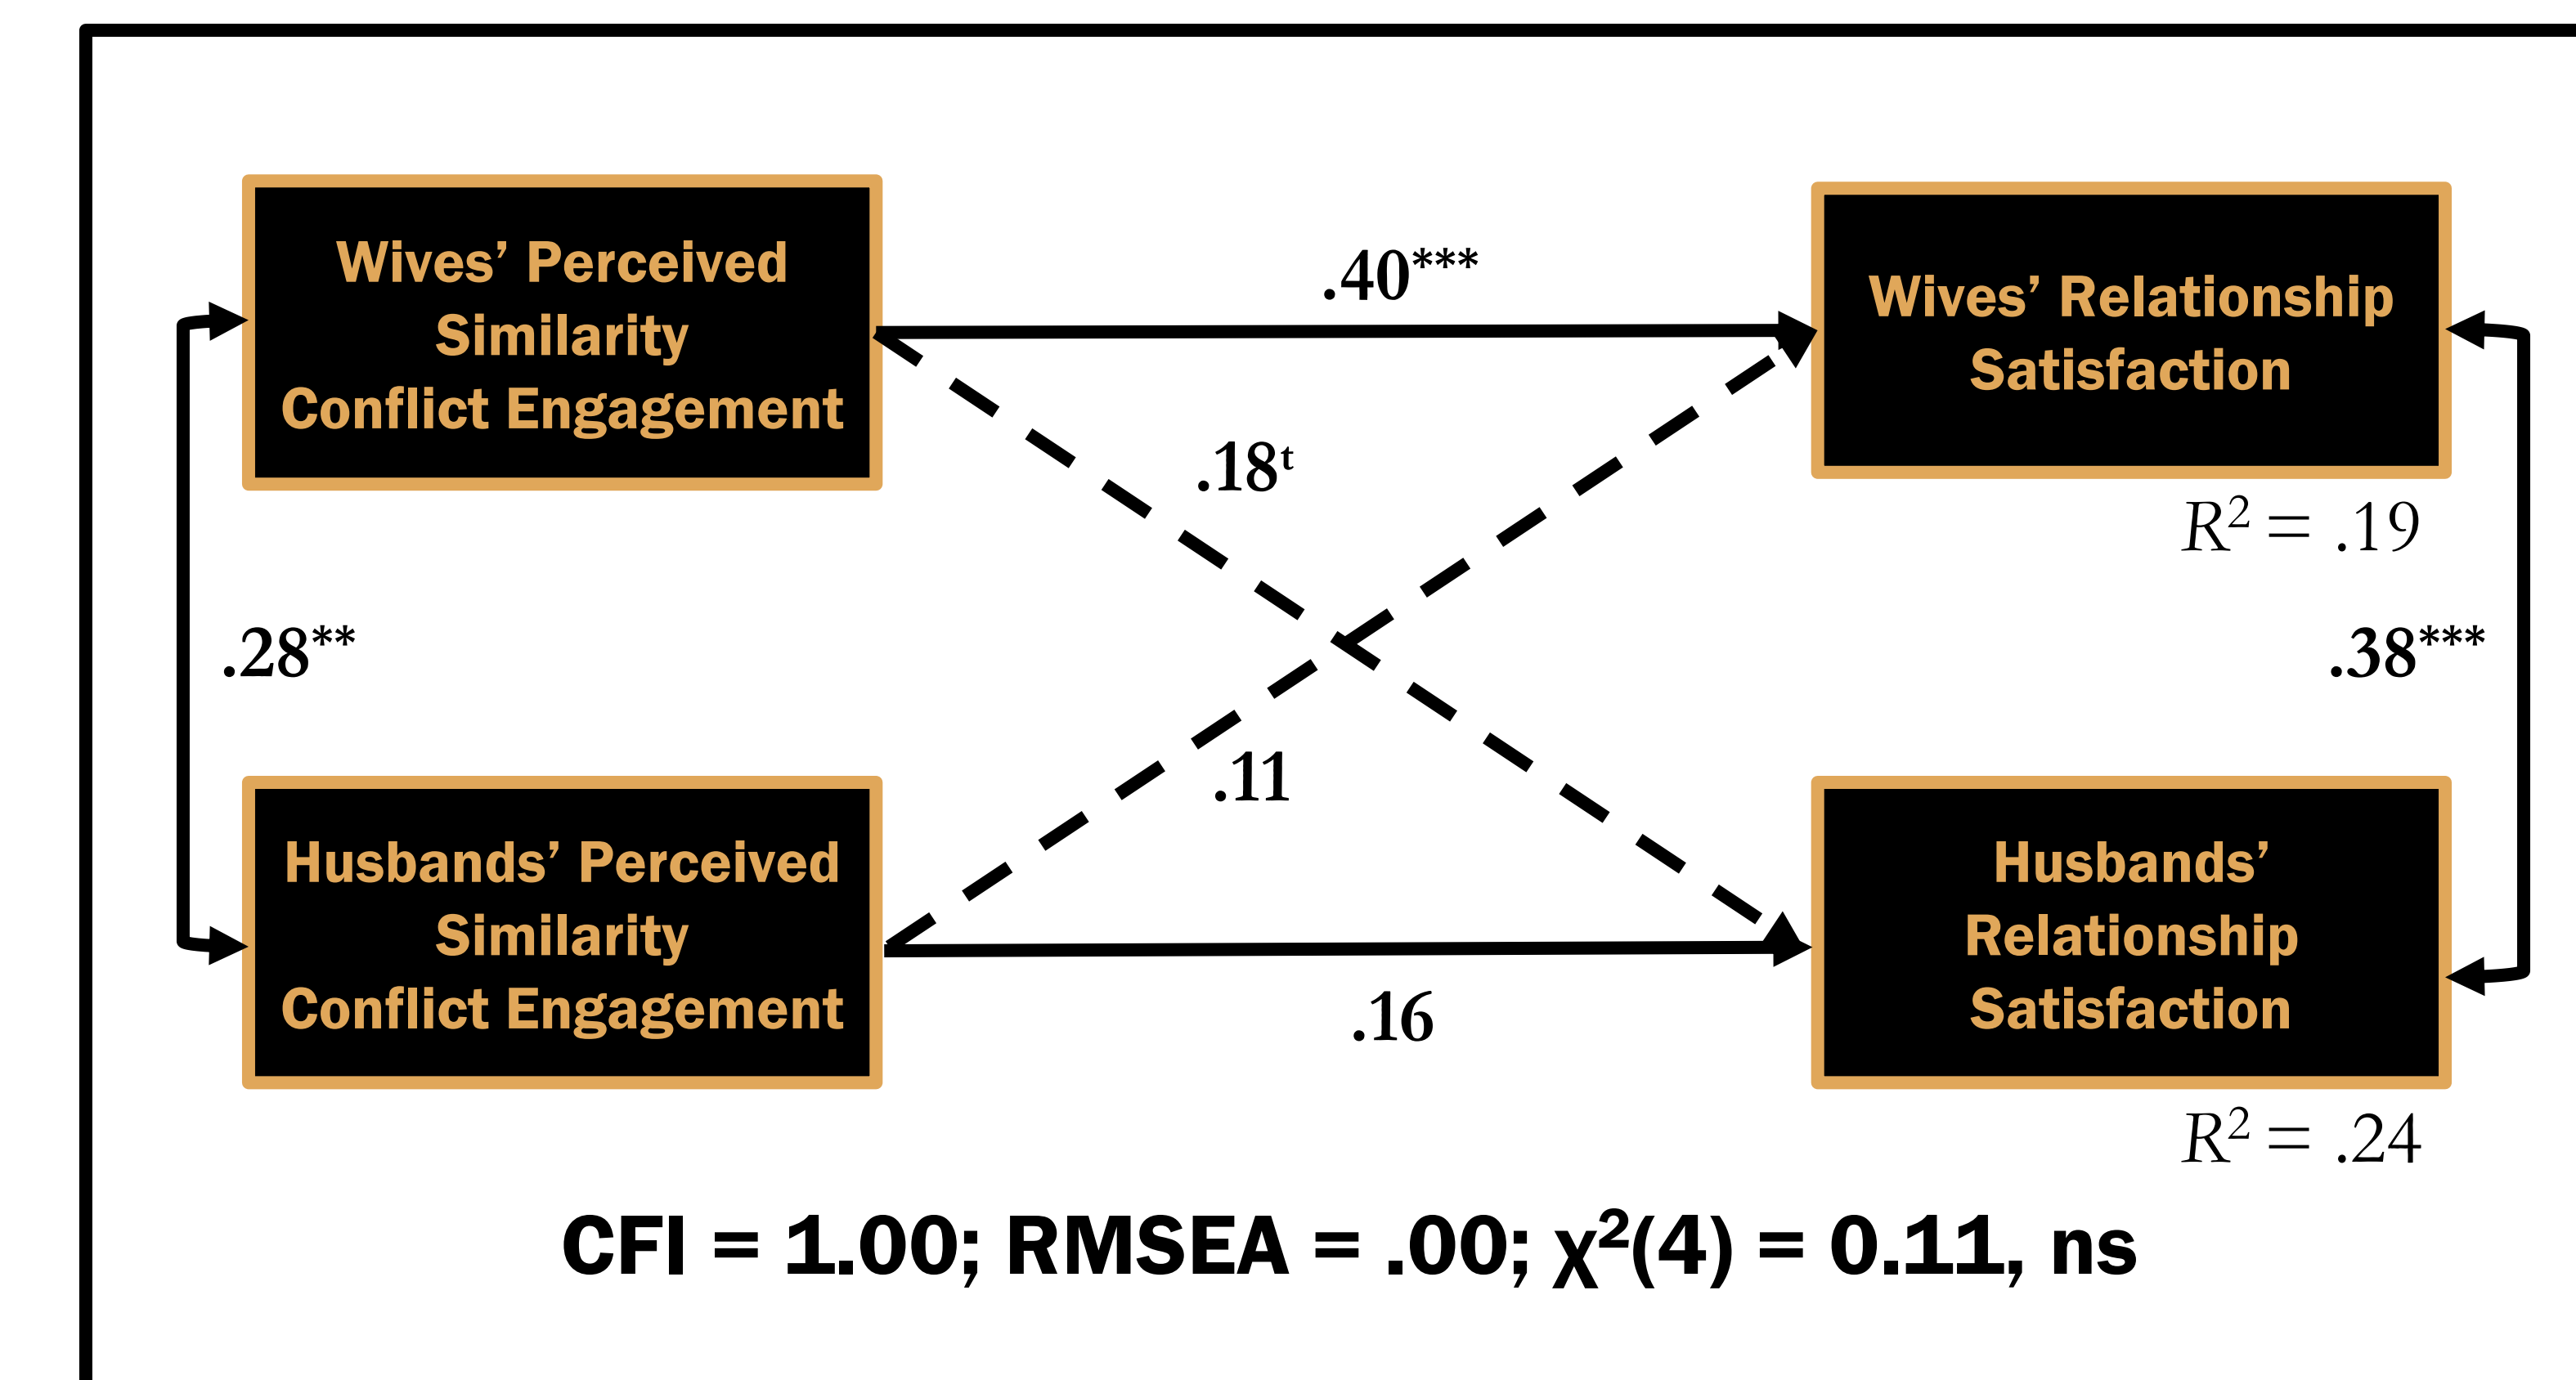 Wives’ Perceived
Similarity
Conflict Engagement
.40***
Wives’ Relationship
Satisfaction
R² = .19
.18ᵗ
.28**
.38***
.11
Husbands’ Perceived
Similarity
Conflict Engagement
.16
Husbands’
Relationship
Satisfaction
R² = .24
CFI = 1.00; RMSEA = .00; χ²(4) = 0.11, ns